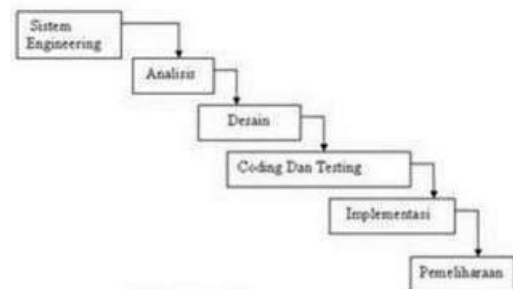 Sistem
Engineering
Analisis
Desain
Coding Dan Testing
Implementasi
Pemeliharaan